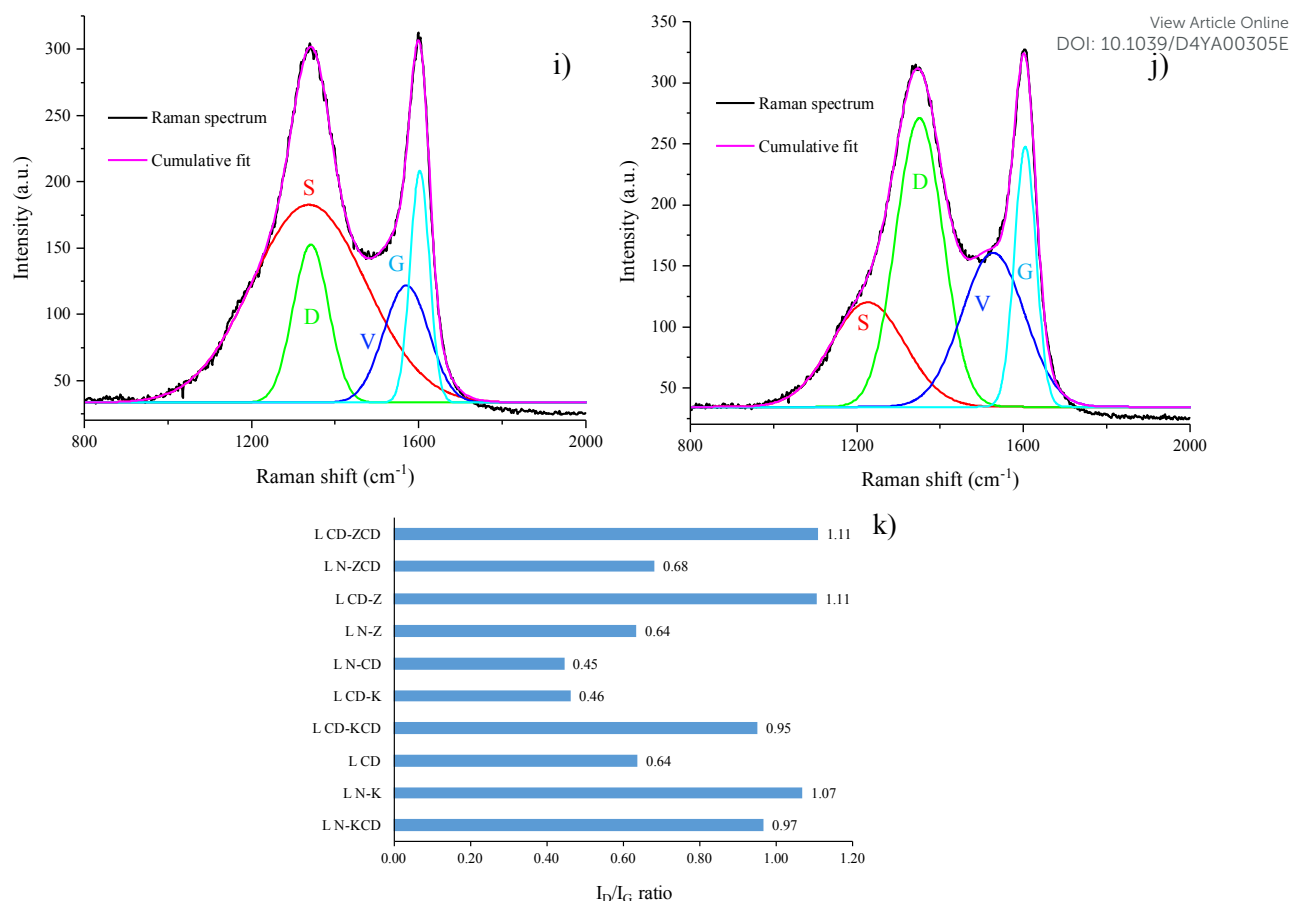 View Article Online
DOI: 10.1039/D4YA00305E
i)
300
250
200
150
100
50
Intensity (a.u.)
Raman spectrum
Cumulative fit
S
D
V
G
800
1200
1600
2000
Raman shift (cm⁻¹)
j)
350
300
250
200
150
100
50
Intensity (a.u.)
Raman spectrum
Cumulative fit
S
D
V
G
800
1200
1600
2000
Raman shift (cm⁻¹)
k)
L CD-ZCD 1.11
L N-ZCD 0.68
L CD-Z 1.11
L N-Z 0.64
L N-CD 0.45
L CD-K 0.46
L CD-KCD 0.95
L CD 0.64
L N-K 1.07
L N-KCD 0.97
0.00 0.20 0.40 0.60 0.80 1.00 1.20
I_D/I_G ratio